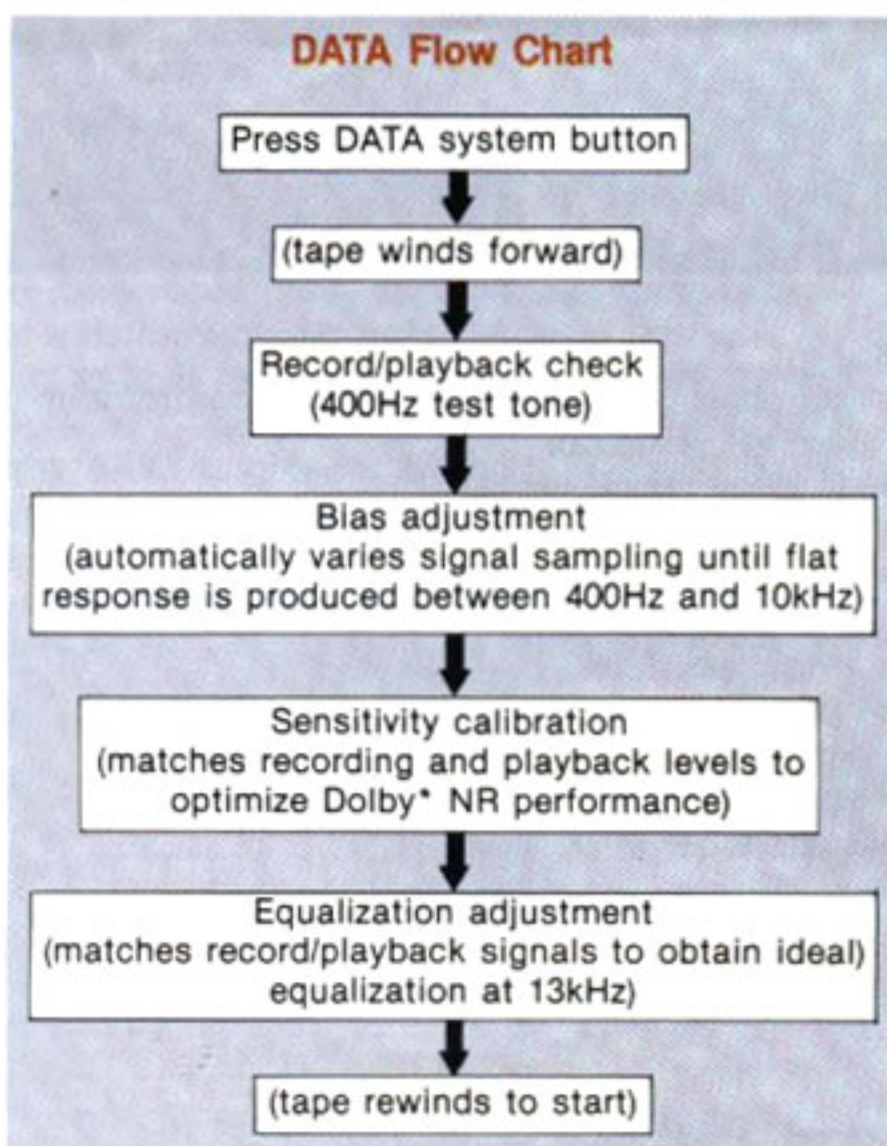 DATA Flow Chart
Press DATA system button
(tape winds forward)
Record/playback check
(400Hz test tone)
Bias adjustment
(automatically varies signal sampling until flat
response is produced between 400Hz and 10kHz)
Sensitivity calibration
(matches recording and playback levels to
optimize Dolby* NR performance)
Equalization adjustment
(matches record/playback signals to obtain ideal)
equalization at 13kHz)
(tape rewinds to start)